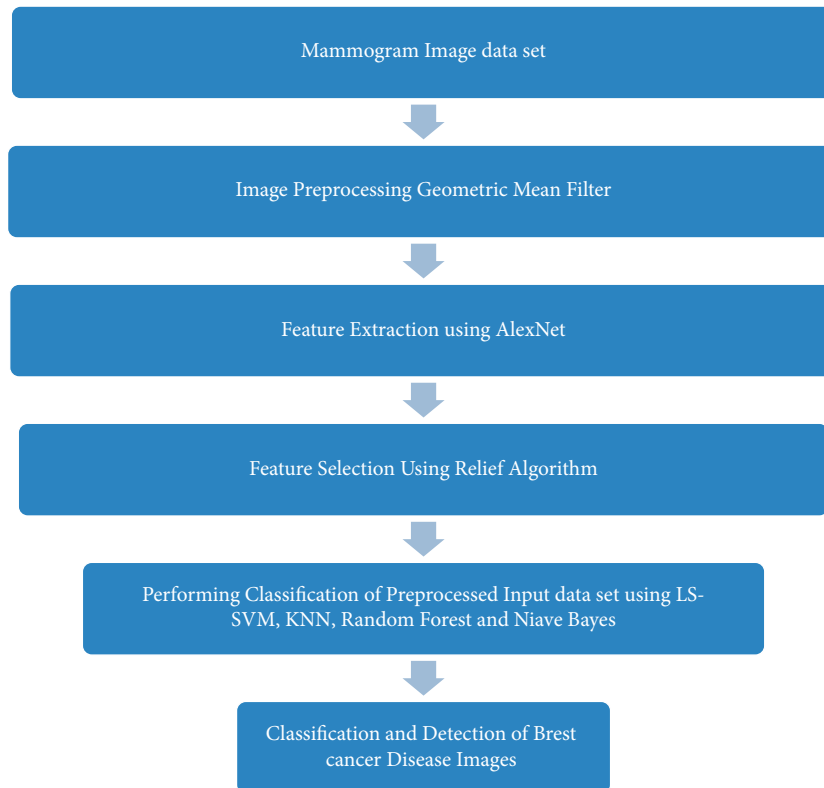 Mammogram Image data set
Image Preprocessing Geometric Mean Filter
Feature Extraction using AlexNet
Feature Selection Using Relief Algorithm
Performing Classification of Preprocessed Input data set using LS-
SVM, KNN, Random Forest and Niave Bayes
Classification and Detection of Brest
cancer Disease Images